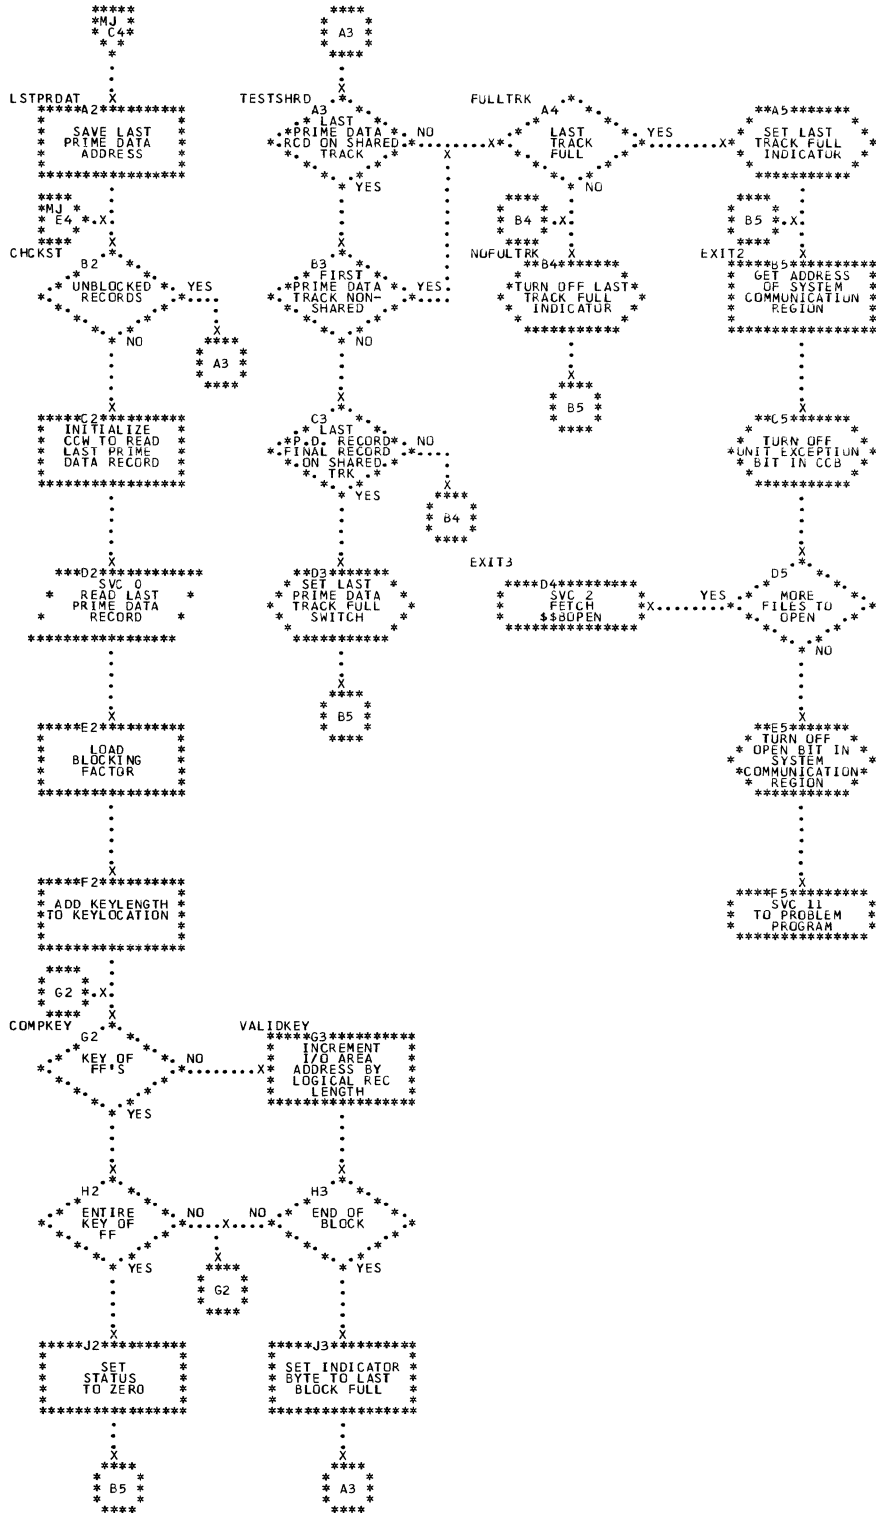 MJ
C4
LSTPRDAT
A2
SAVE LAST
PRIME DATA
ADDRESS
MJ
E4
CHCKST
B2
UNBLOCKED
RECORDS
YES
A3
NO
C2
INITIALIZE
CCW TO READ
LAST PRIME
DATA RECORD
D2
SVC 0
READ LAST
PRIME DATA
RECORD
E2
LOAD
BLOCKING
FACTOR
F2
ADD KEYLENGTH
TO KEYLOCATION
G2
COMPKEY
G2
KEY OF
FF'S
NO
YES
H2
ENTIRE
KEY OF
FF
NO
G2
YES
J2
SET
STATUS
TO ZERO
B5
A3
TESTSHRD
A3
LAST
PRIME DATA
RCD ON SHARED
TRACK
NO
YES
B3
FIRST
PRIME DATA
TRACK NON-
SHARED
YES
NO
C3
LAST
P.D. RECORD
FINAL RECORD
ON SHARED
TRK
NO
B4
YES
D3
SET LAST
PRIME DATA
TRACK FULL
SWITCH
B5
VALIDKEY
G3
INCREMENT
I/O AREA
ADDRESS BY
LOGICAL REC
LENGTH
H3
END OF
BLOCK
NO
YES
J3
SET INDICATOR
BYTE TO LAST
BLOCK FULL
A3
FULLTRK
A4
LAST
TRACK
FULL
YES
NO
B4
NOFULTRK
B4
TURN OFF LAST
TRACK FULL
INDICATOR
B5
EXIT3
D4
SVC 2
FETCH
$$BOPEN
A5
SET LAST
TRACK FULL
INDICATOR
B5
EXIT2
B5
GET ADDRESS
OF SYSTEM
COMMUNICATION
REGION
C5
TURN OFF
UNIT EXCEPTION
BIT IN CCB
D5
MORE
FILES TO
OPEN
YES
NO
E5
TURN OFF
OPEN BIT IN
SYSTEM
COMMUNICATION
REGION
F5
SVC 11
TO PROBLEM
PROGRAM